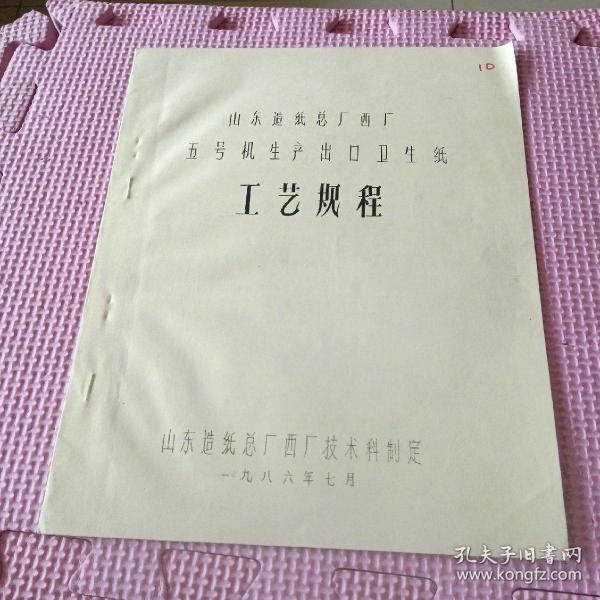 10
山东造纸总厂西厂
五号机生产出口卫生纸
工艺规程
山东造纸总厂西厂技术科制定
一九八六年七月
孔夫子旧書网
www.kongfz.com